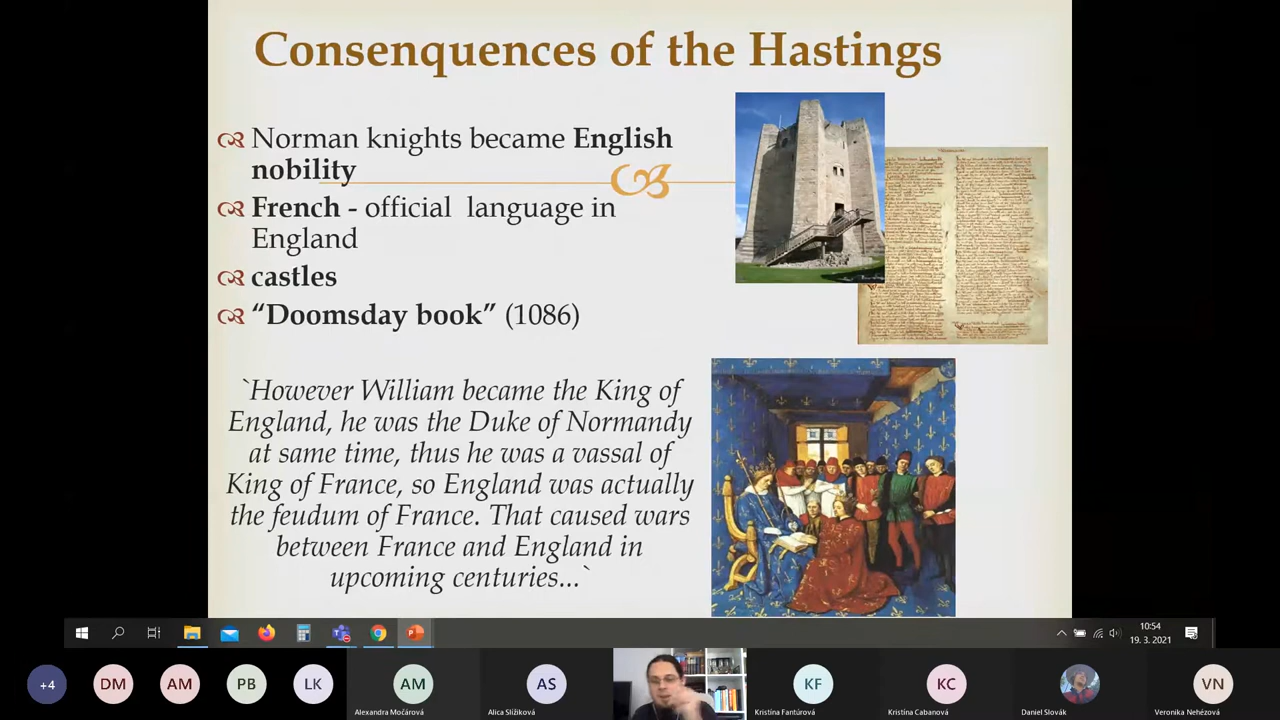 Consenquences of the Hastings
Norman knights became English
nobility
French - official language in
England
castles
“Doomsday book” (1086)
`However William became the King of
England, he was the Duke of Normandy
at same time, thus he was a vassal of
King of France, so England was actually
the feudum of France. That caused wars
between France and England in
upcoming centuries...`
10:54
19. 3. 2021
+4
DM
AM
PB
LK
AM
AS
KF
KC
VN
Alexandra Močárová
Alica Slížiková
Kristína Fantúrová
Kristína Cabanová
Daniel Slovák
Veronika Nehézová